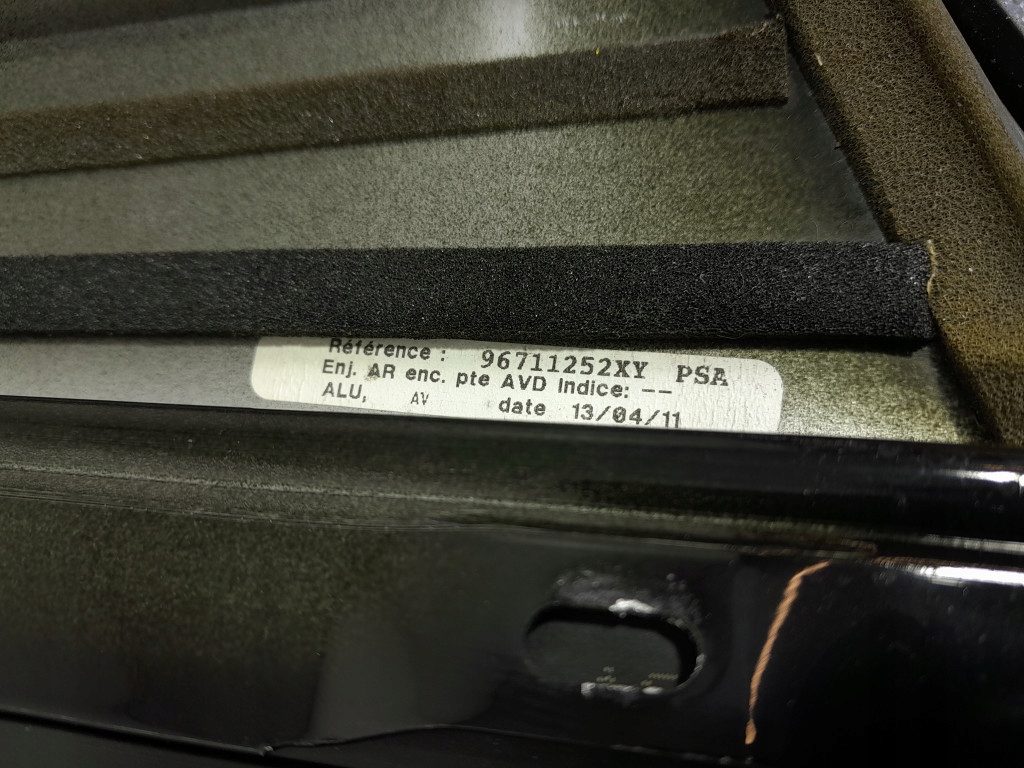 Référence : 96711252XY PSA
Enj. AR enc. pte AVD Indice: --
ALU, AV date 13/04/11